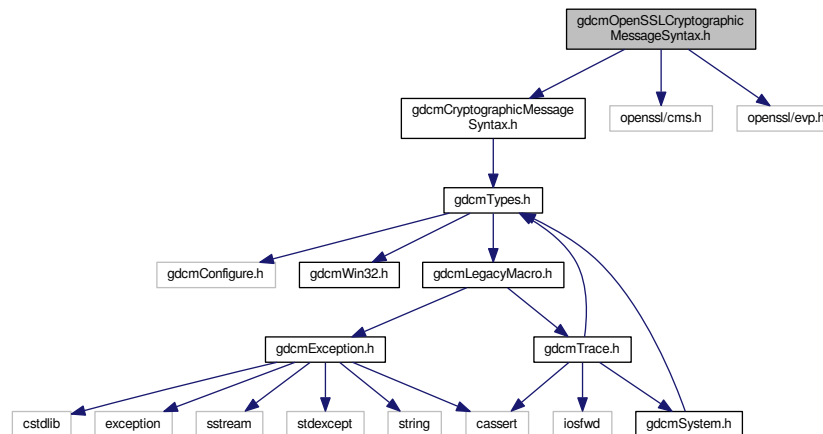 gdcmOpenSSLCryptographic
MessageSyntax.h
gdcmCryptographicMessage
Syntax.h
openssl/cms.h
openssl/evp.h
gdcmTypes.h
gdcmConfigure.h
gdcmWin32.h
gdcmLegacyMacro.h
gdcmException.h
gdcmTrace.h
cstdlib
exception
sstream
stdexcept
string
cassert
iosfwd
gdcmSystem.h